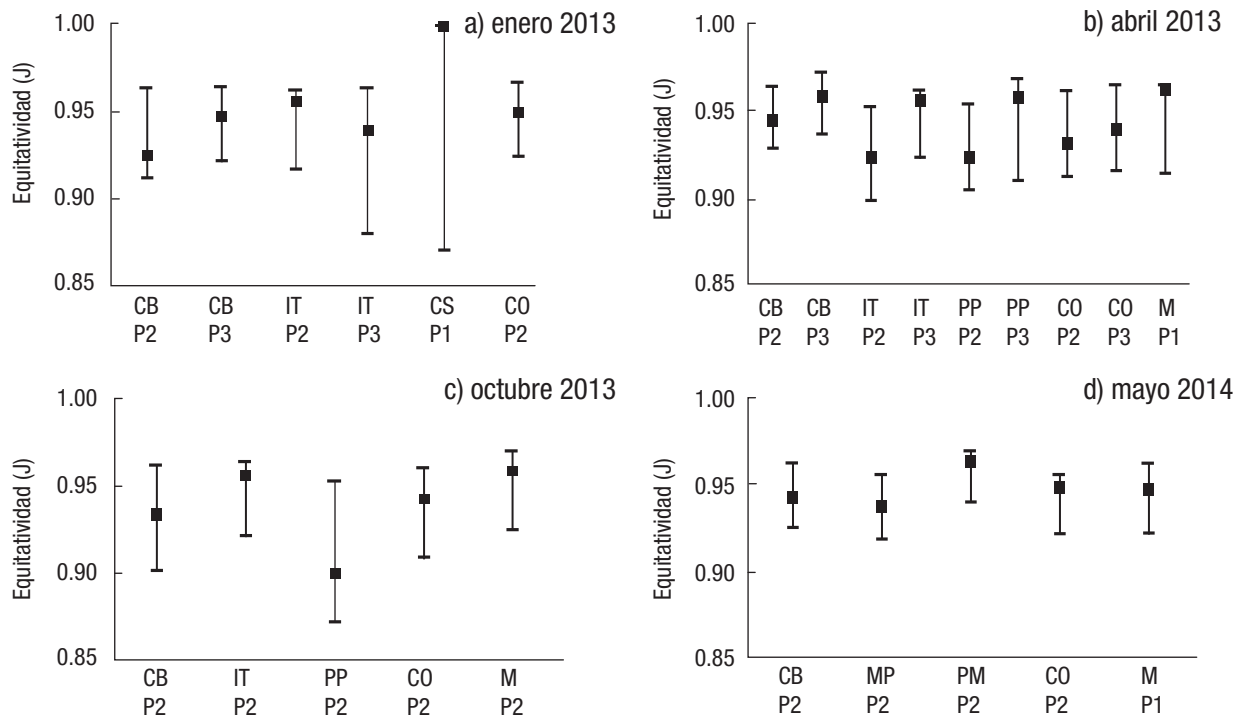 a) enero 2013
Equitatividad (J)
1.00
0.95
0.90
0.85
CB CB IT IT CS CO
P2 P3 P2 P3 P1 P2
b) abril 2013
Equitatividad (J)
1.00
0.95
0.90
0.85
CB CB IT IT PP PP CO CO M
P2 P3 P2 P3 P2 P3 P2 P3 P1
c) octubre 2013
Equitatividad (J)
1.00
0.95
0.90
0.85
CB IT PP CO M
P2 P2 P2 P2 P2
d) mayo 2014
Equitatividad (J)
1.00
0.95
0.90
0.85
CB MP PM CO M
P2 P2 P2 P2 P1